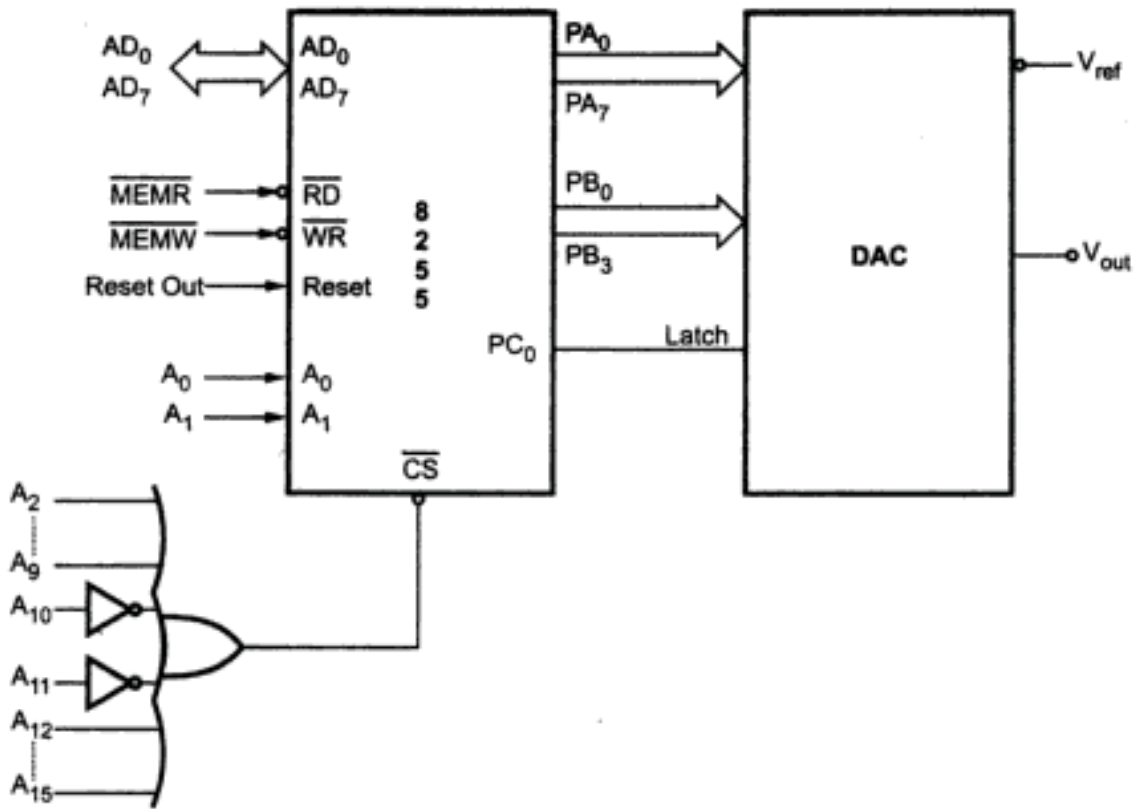 AD0
AD7
AD0
AD7
PA0
PA7
Vref
MEMR
RD
MEMW
WR
Reset Out
Reset
8
2
5
5
PB0
PB3
DAC
Vout
PC0
Latch
A0
A0
A1
A1
CS
A2
A9
A10
A11
A12
A15